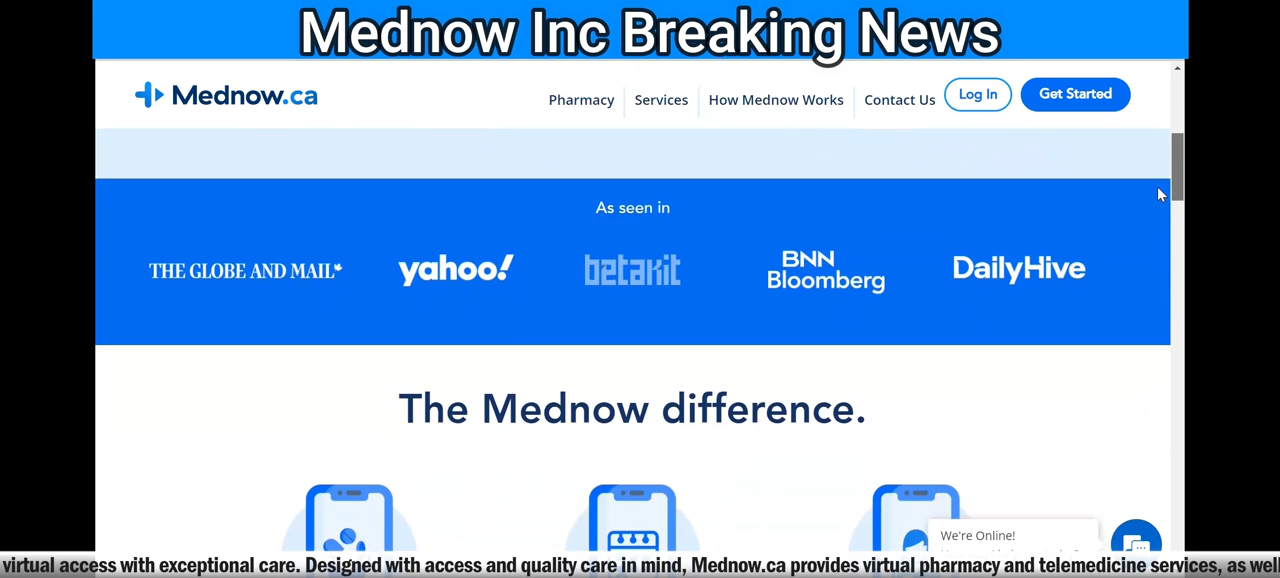 Mednow Inc Breaking News
Mednow.ca
Pharmacy Services How Mednow Works Contact Us Log In Get Started
As seen in
THE GLOBE AND MAIL* yahoo! betakit BNN Bloomberg DailyHive
The Mednow difference.
We're Online!
virtual access with exceptional care. Designed with access and quality care in mind, Mednow.ca provides virtual pharmacy and telemedicine services, as well